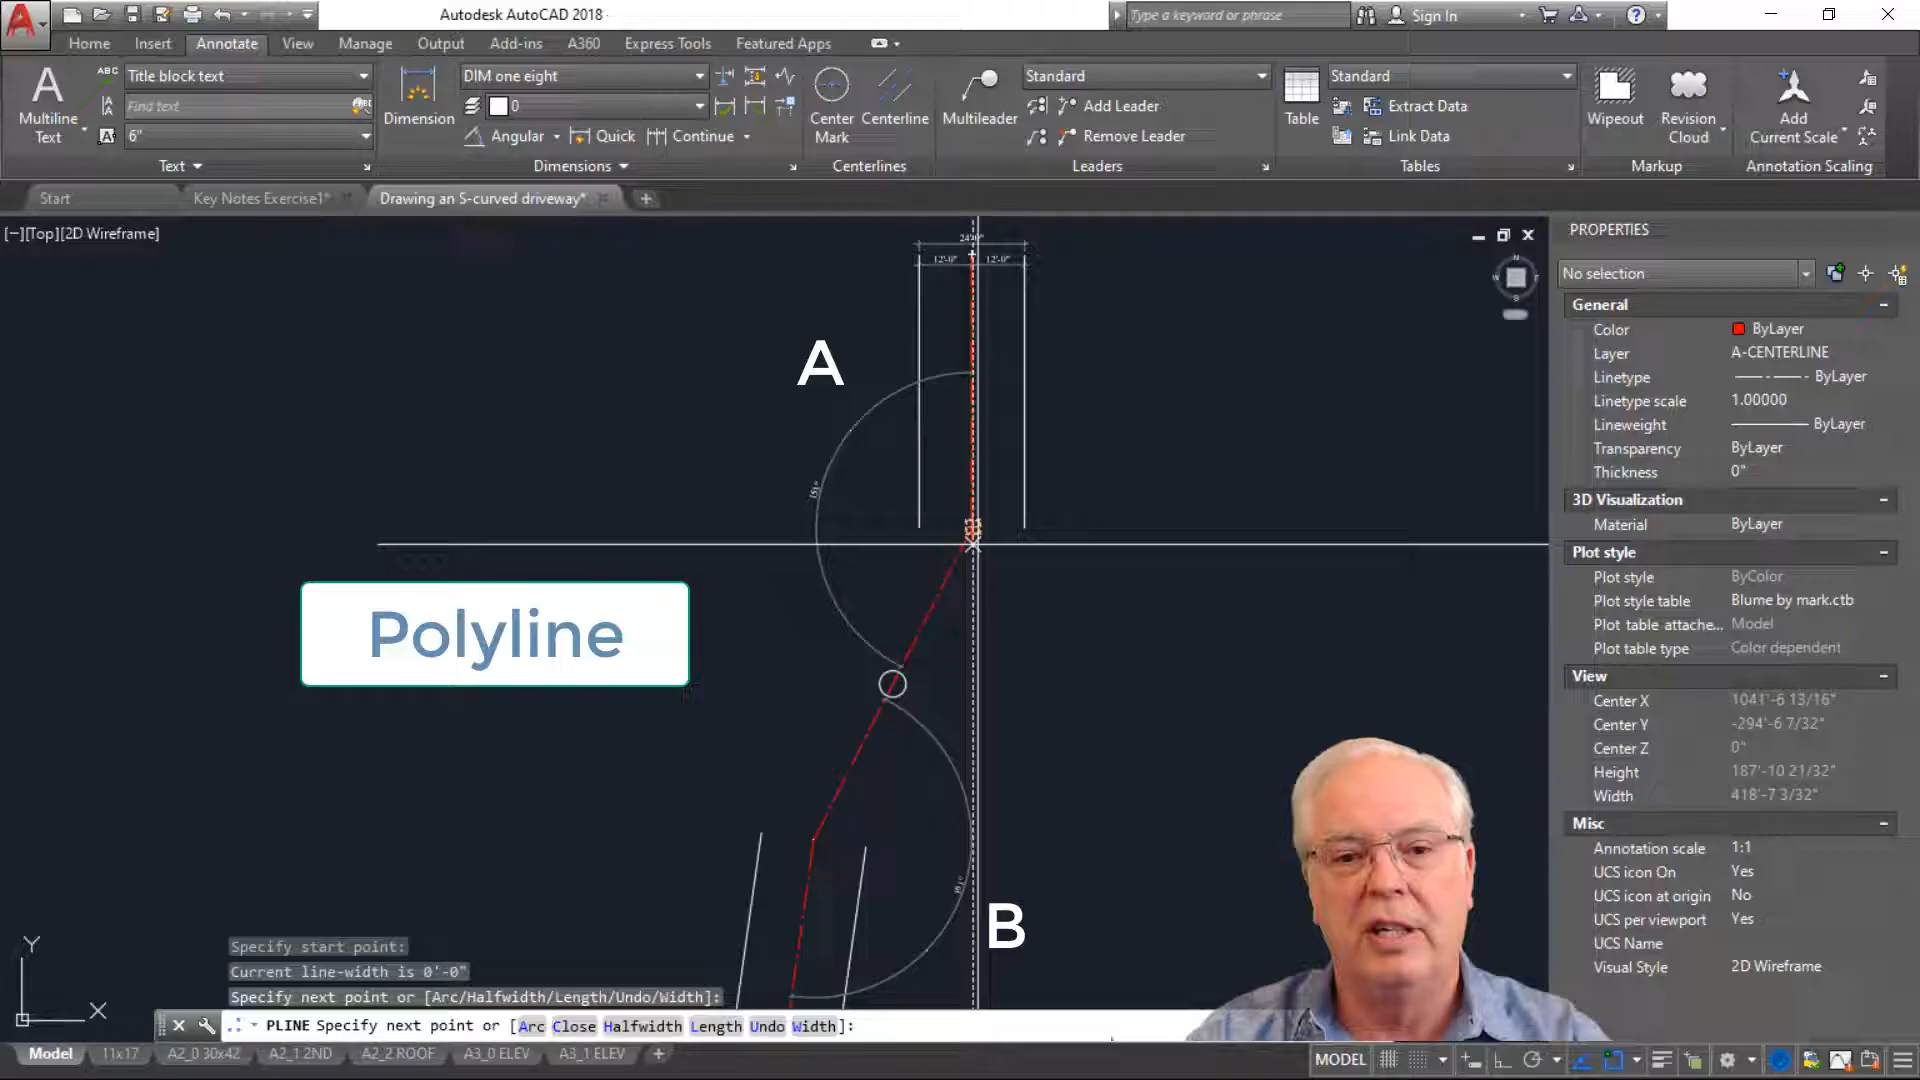 Autodesk AutoCAD 2018
Type a keyword or phrase
Sign In
Home Insert Annotate View Manage Output Add-ins A360 Express Tools Featured Apps
Multiline Text
Title block text
Find text
6"
Text
Dimension
DIM one eight
0
Angular Quick Continue
Dimensions
Center Mark Centerline
Centerlines
Multileader
Standard
Add Leader
Remove Leader
Leaders
Table
Standard
Extract Data
Link Data
Tables
Wipeout Revision Cloud
Markup
Add Current Scale
Annotation Scaling
Start Key Notes Exercise1* Drawing an S-curved driveway*
[−][Top][2D Wireframe]
24'-0"
12'-0" 12'-0"
A
Polyline
B
Specify start point:
Current line-width is 0'-0"
Specify next point or [Arc/Halfwidth/Length/Undo/Width]:
PLINE Specify next point or [Arc Close Halfwidth Length Undo Width]:
Y
X
Model 11x17 A2_0 30x42 A2_1 2ND A2_2 ROOF A3_0 ELEV A3_1 ELEV +
MODEL
PROPERTIES
No selection
General
Color ByLayer
Layer A-CENTERLINE
Linetype ByLayer
Linetype scale 1.00000
Lineweight ByLayer
Transparency ByLayer
Thickness 0"
3D Visualization
Material ByLayer
Plot style
Plot style ByColor
Plot style table Blume by mark.ctb
Plot table attache... Model
Plot table type Color dependent
View
Center X 1041'-6 13/16"
Center Y -294'-6 7/32"
Center Z 0"
Height 187'-10 21/32"
Width 418'-7 3/32"
Misc
Annotation scale 1:1
UCS icon On Yes
UCS icon at origin No
UCS per viewport Yes
UCS Name
Visual Style 2D Wireframe